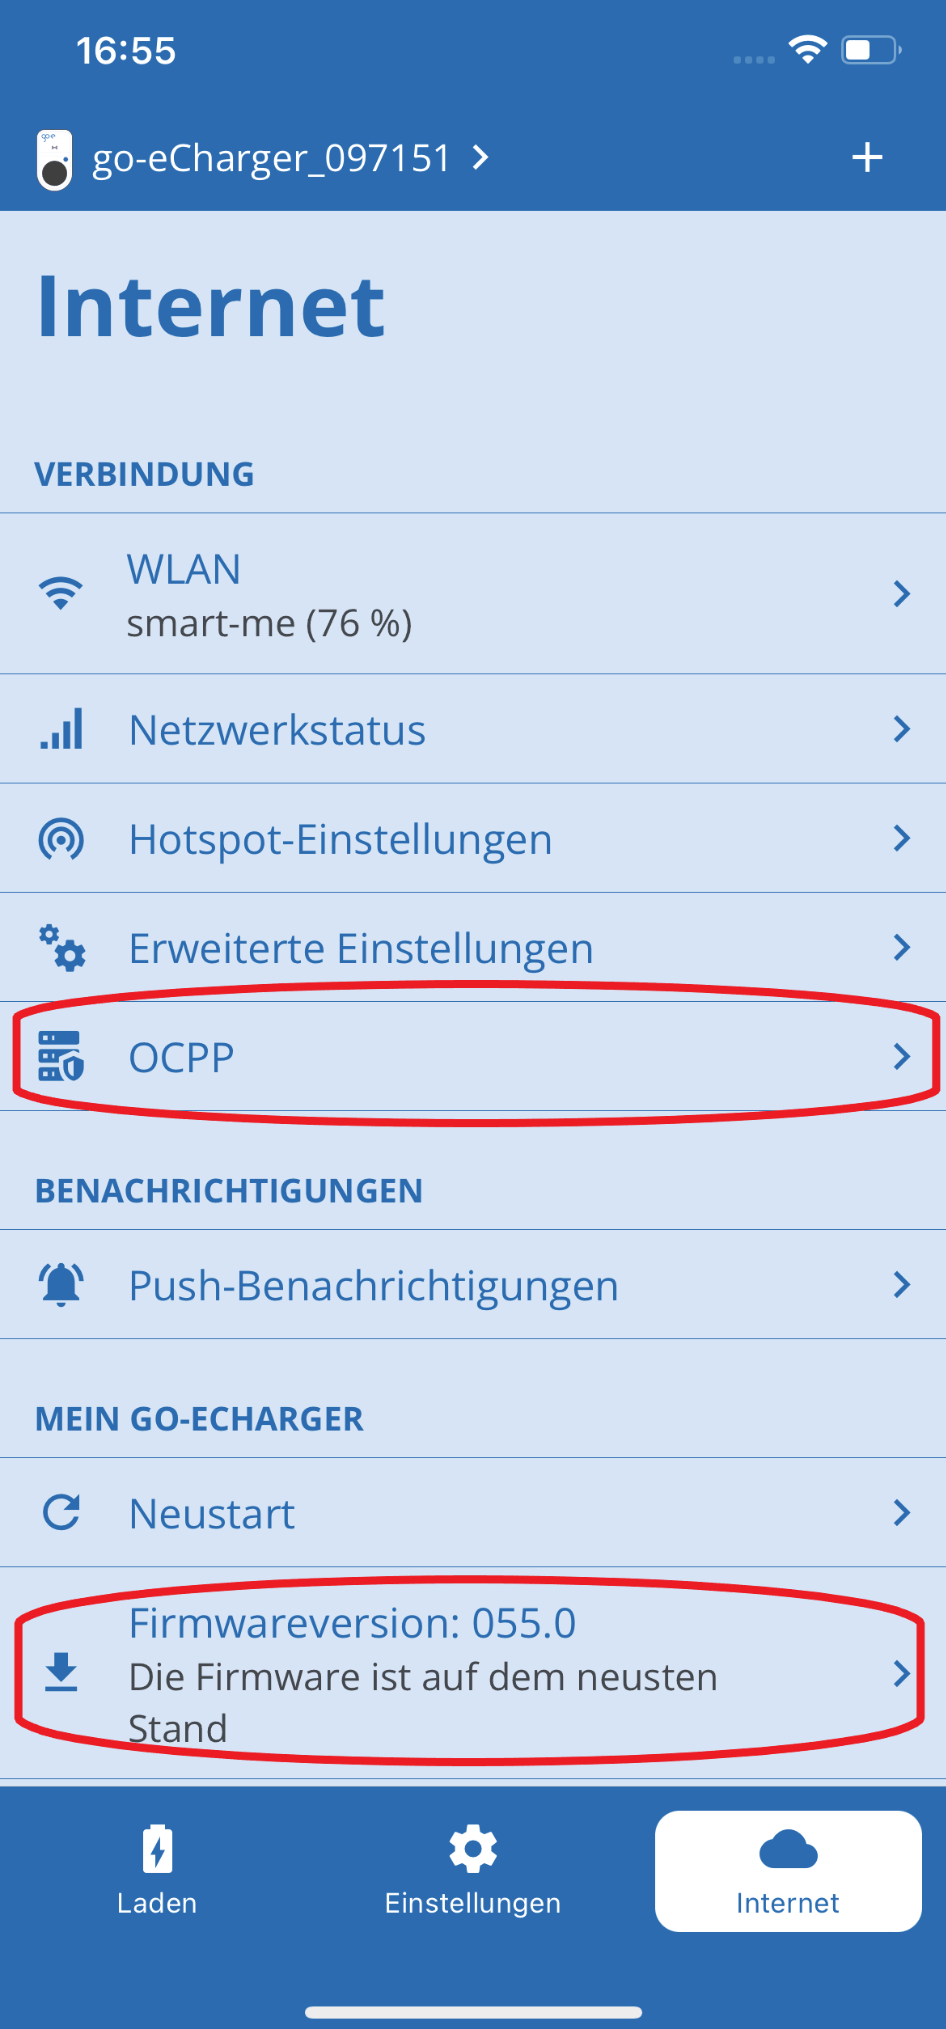 16:55
go-e
go-eCharger_097151
Internet
VERBINDUNG
WLAN
smart-me (76 %)
Netzwerkstatus
Hotspot-Einstellungen
Erweiterte Einstellungen
OCPP
BENACHRICHTIGUNGEN
Push-Benachrichtigungen
MEIN GO-ECHARGER
Neustart
Firmwareversion: 055.0
Die Firmware ist auf dem neusten
Stand
Laden
Einstellungen
Internet